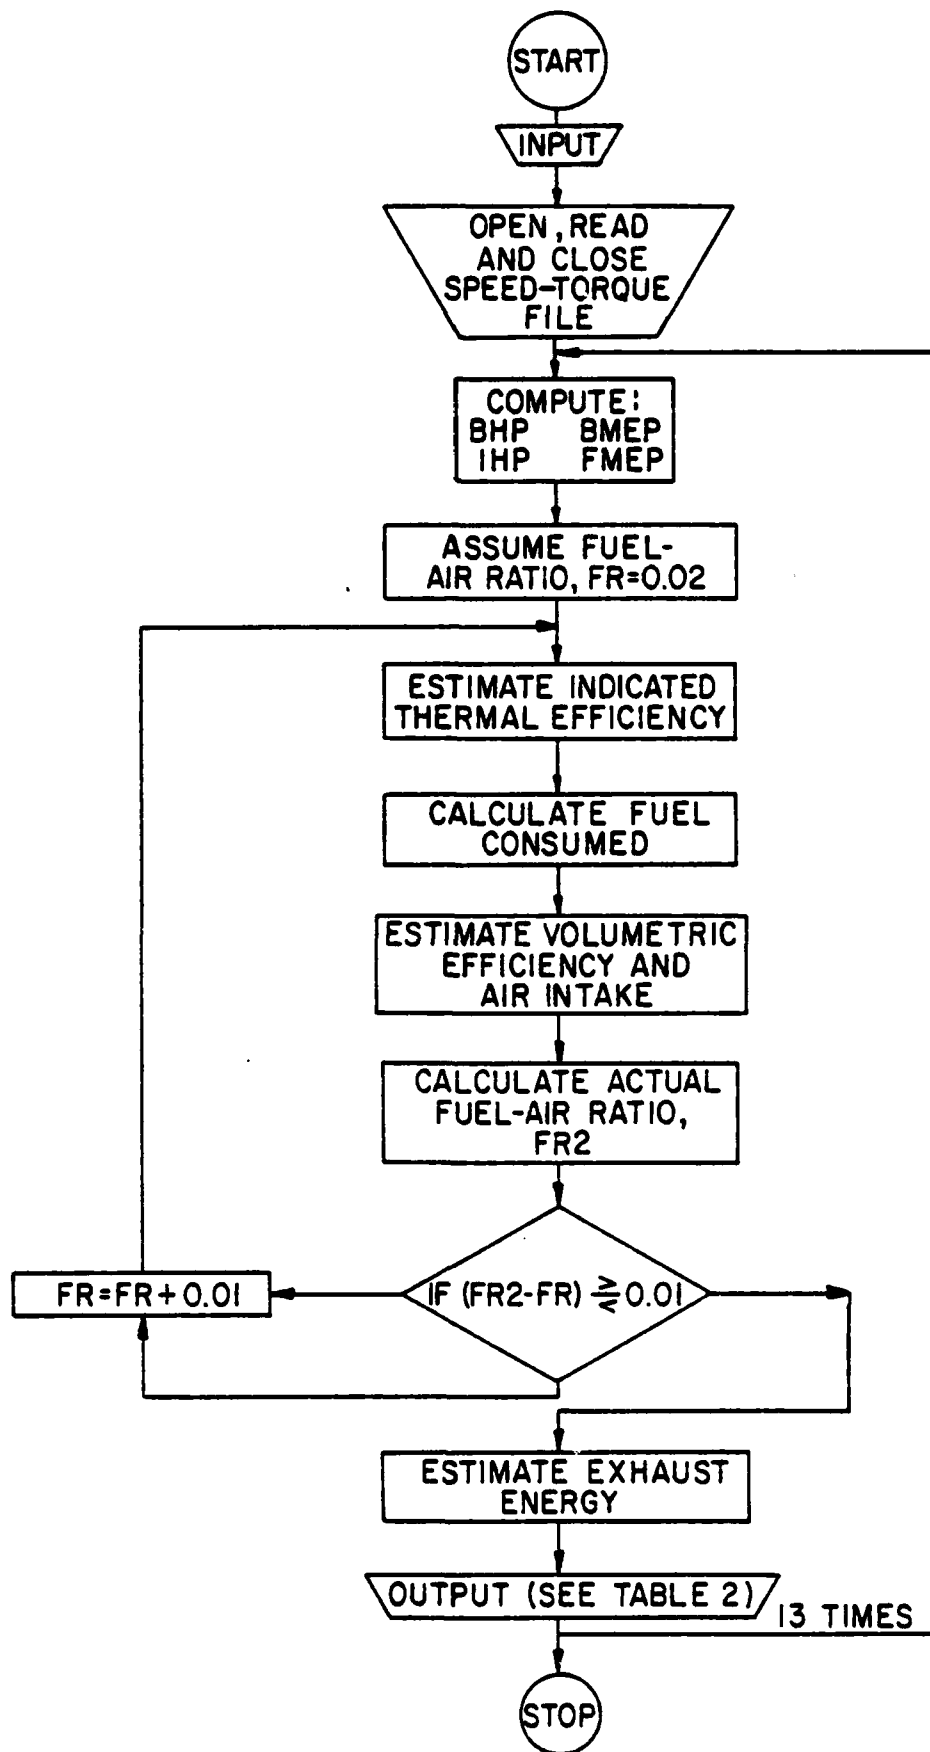 START
INPUT
OPEN, READ
AND CLOSE
SPEED-TORQUE
FILE
COMPUTE:
BHP BMEP
IHP FMEP
ASSUME FUEL-
AIR RATIO, FR=0.02
ESTIMATE INDICATED
THERMAL EFFICIENCY
CALCULATE FUEL
CONSUMED
ESTIMATE VOLUMETRIC
EFFICIENCY AND
AIR INTAKE
CALCULATE ACTUAL
FUEL-AIR RATIO,
FR2
FR=FR+0.01
IF (FR2-FR) ⋛ 0.01
ESTIMATE EXHAUST
ENERGY
OUTPUT (SEE TABLE 2)
13 TIMES
STOP